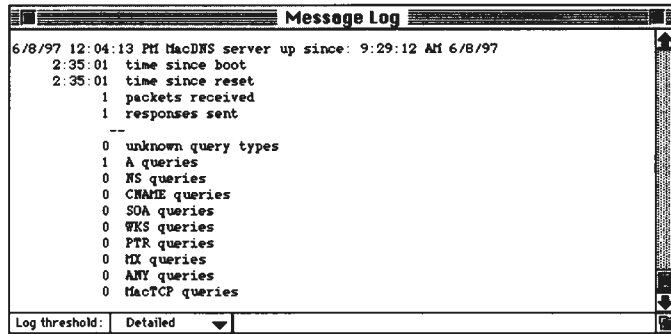 Message Log
6/8/97 12:04:13 PM MacDNS server up since: 9:29:12 AM 6/8/97
2:35:01 time since boot
2:35:01 time since reset
1 packets received
1 responses sent
--
0 unknown query types
1 A queries
0 NS queries
0 CNAME queries
0 SOA queries
0 WKS queries
0 PTR queries
0 MX queries
0 ANY queries
0 MacTCP queries
Log threshold: Detailed